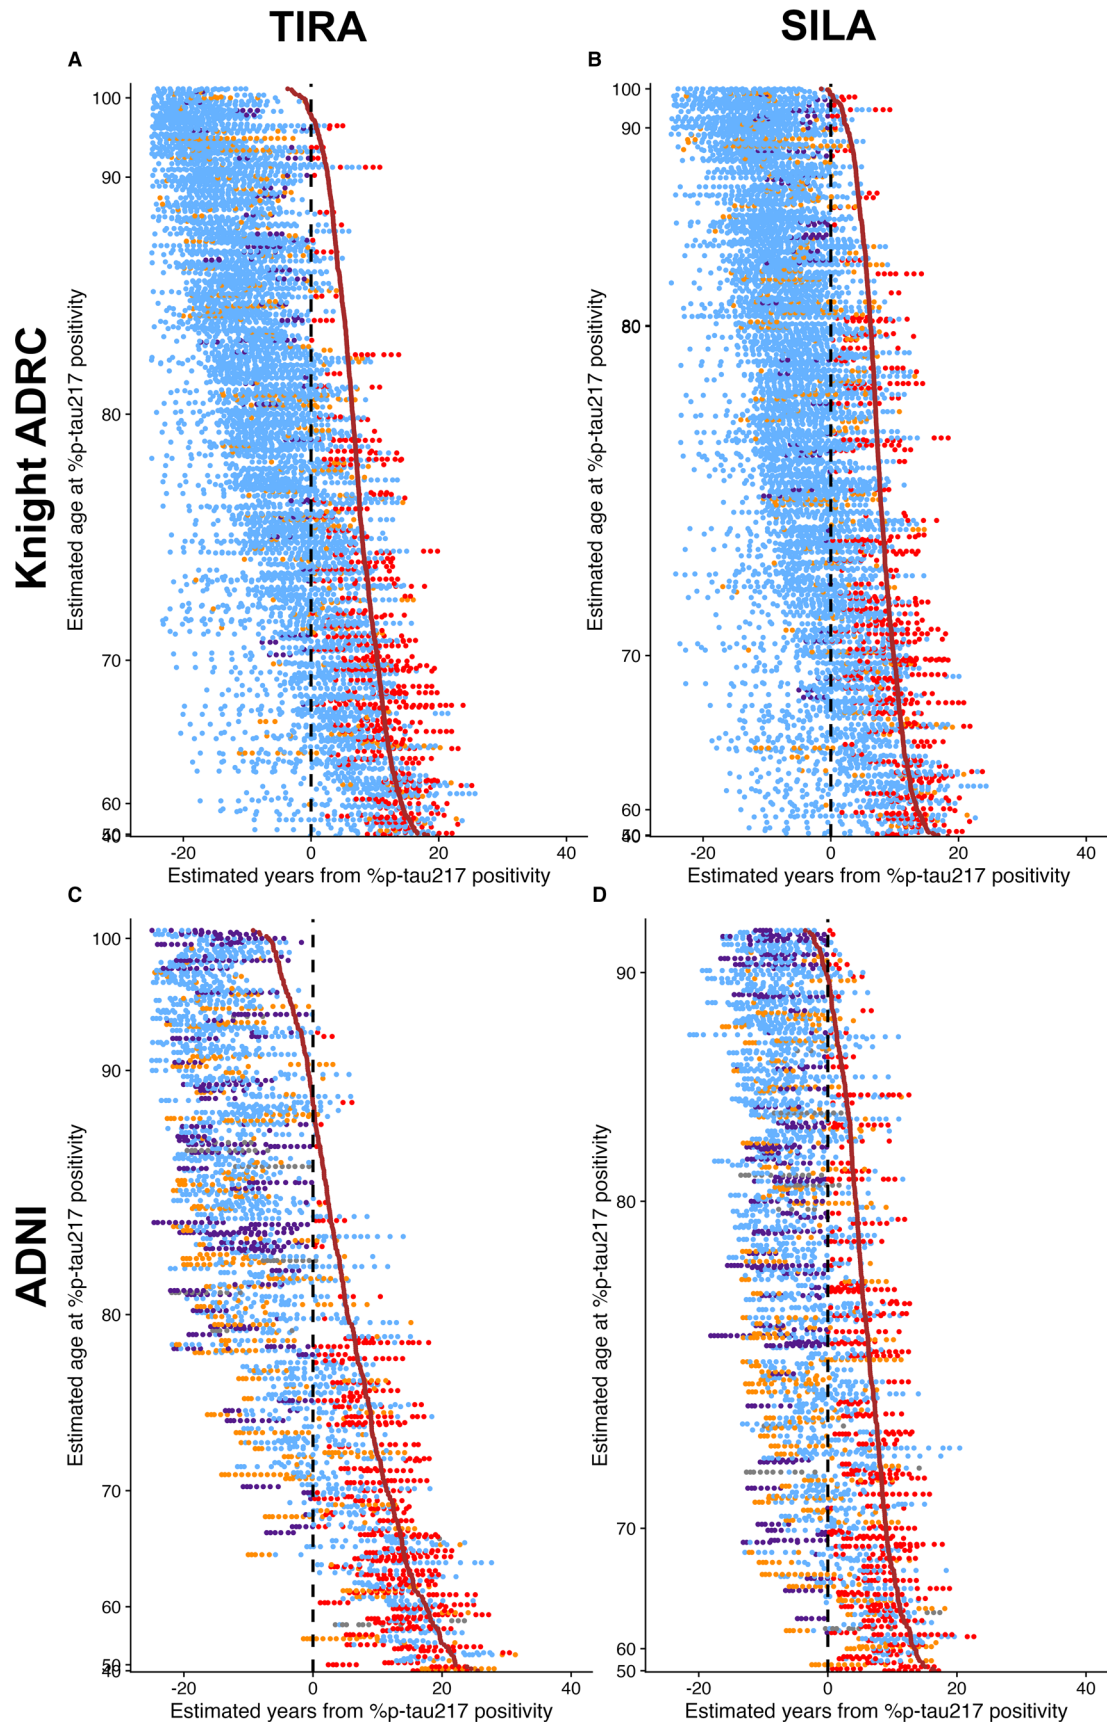 TIRA
SILA
Knight ADRC
ADNI
A
Estimated age at %p-tau217 positivity
100
90
80
70
60
50
40
-20 0 20 40
Estimated years from %p-tau217 positivity
B
Estimated age at %p-tau217 positivity
100
90
80
70
60
50
40
-20 0 20 40
Estimated years from %p-tau217 positivity
C
Estimated age at %p-tau217 positivity
100
90
80
70
60
50
40
-20 0 20 40
Estimated years from %p-tau217 positivity
D
Estimated age at %p-tau217 positivity
90
80
70
60
50
-20 0 20 40
Estimated years from %p-tau217 positivity